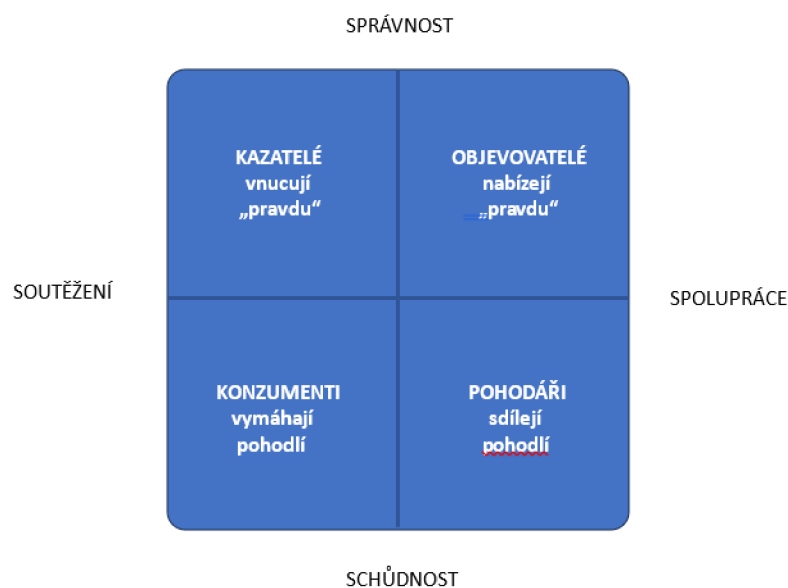 SPRÁVNOST
KAZATELÉ
vnucují
„pravdu“
OBJEVOVATELÉ
nabízejí
„pravdu“
SOUTĚŽENÍ
SPOLUPRÁCE
KONZUMENTI
vymáhají
pohodlí
POHODÁŘI
sdílejí
pohodlí
SCHŮDNOST